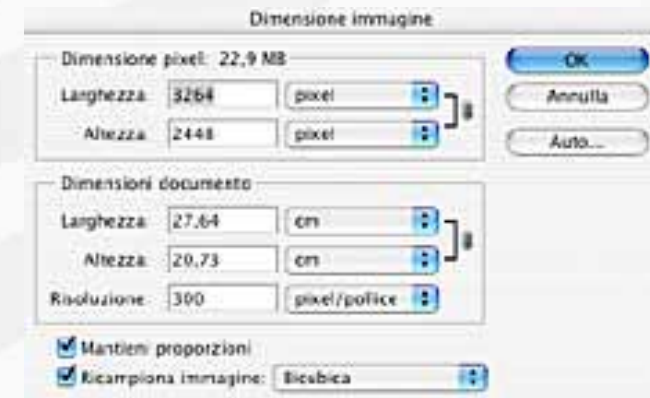 Dimensione immagine
Dimensione pixel: 22,9 MB
OK
Larghezza: 3264 pixel
Annulla
Altezza: 2448 pixel
Auto...
Dimensioni documento
Larghezza: 27,64 cm
Altezza: 20,73 cm
Risoluzione: 300 pixel/pollice
Mantieni proporzioni
Ricampiona immagine: Bicubica